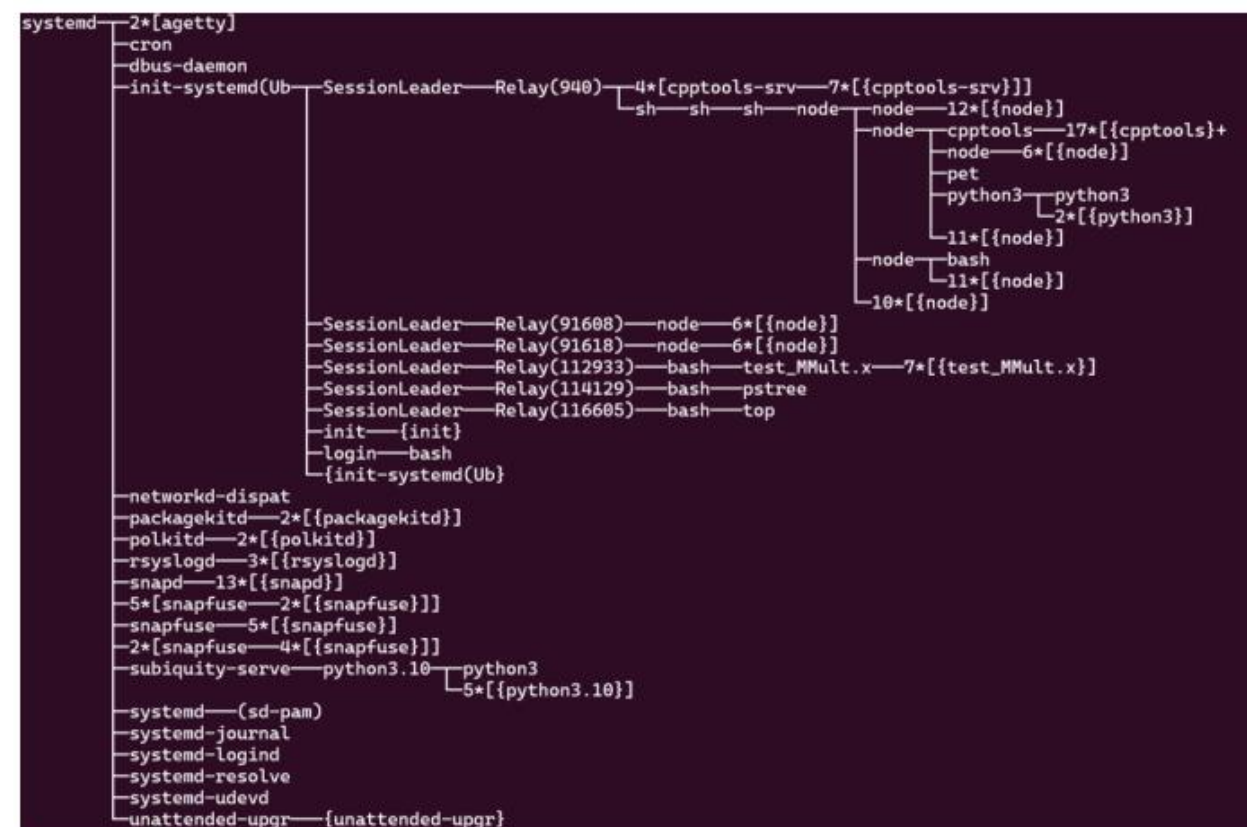 systemd─┬─2*[agetty]
        ├─cron
        ├─dbus-daemon
        ├─init-systemd(Ub─┬─SessionLeader───Relay(940)─┬─4*[cpptools-srv───7*[{cpptools-srv}]]
        │                 │                            └─sh───sh───sh───node─┬─node───12*[{node}]
        │                 │                                                  ├─node─┬─cpptools───17*[{cpptools}+
        │                 │                                                  │      ├─node───6*[{node}]
        │                 │                                                  │      ├─pet
        │                 │                                                  │      ├─python3─┬─python3
        │                 │                                                  │      │         └─2*[{python3}]
        │                 │                                                  │      └─11*[{node}]
        │                 │                                                  ├─node─┬─bash
        │                 │                                                  │      └─11*[{node}]
        │                 │                                                  └─10*[{node}]
        │                 ├─SessionLeader───Relay(91608)───node───6*[{node}]
        │                 ├─SessionLeader───Relay(91618)───node───6*[{node}]
        │                 ├─SessionLeader───Relay(112933)───bash───test_MMult.x───7*[{test_MMult.x}]
        │                 ├─SessionLeader───Relay(114129)───bash───pstree
        │                 ├─SessionLeader───Relay(116605)───bash───top
        │                 ├─init───{init}
        │                 ├─login───bash
        │                 └─{init-systemd(Ub}
        ├─networkd-dispat
        ├─packagekitd───2*[{packagekitd}]
        ├─polkitd───2*[{polkitd}]
        ├─rsyslogd───3*[{rsyslogd}]
        ├─snapd───13*[{snapd}]
        ├─5*[snapfuse───2*[{snapfuse}]]
        ├─snapfuse───5*[{snapfuse}]
        ├─2*[snapfuse───4*[{snapfuse}]]
        ├─subiquity-serve───python3.10─┬─python3
        │                              └─5*[{python3.10}]
        ├─systemd───(sd-pam)
        ├─systemd-journal
        ├─systemd-logind
        ├─systemd-resolve
        ├─systemd-udevd
        └─unattended-upgr───{unattended-upgr}